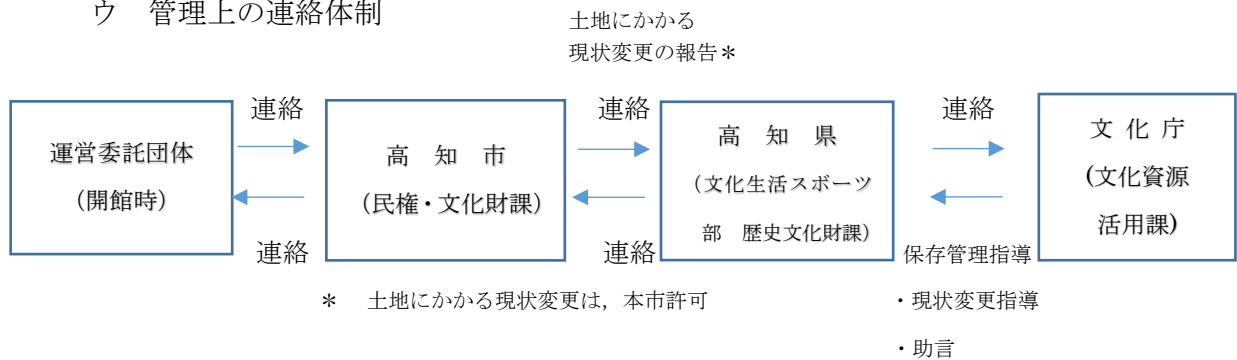 ウ 管理上の連絡体制
土地にかかる
現状変更の報告＊
連絡
連絡
連絡
運営委託団体
（開館時）
高 知 市
（民権・文化財課）
高 知 県
（文化生活スポーツ
部 歴史文化財課）
文 化 庁
(文化資源
活用課)
連絡
連絡
保存管理指導
・現状変更指導
・助言
＊ 土地にかかる現状変更は，本市許可